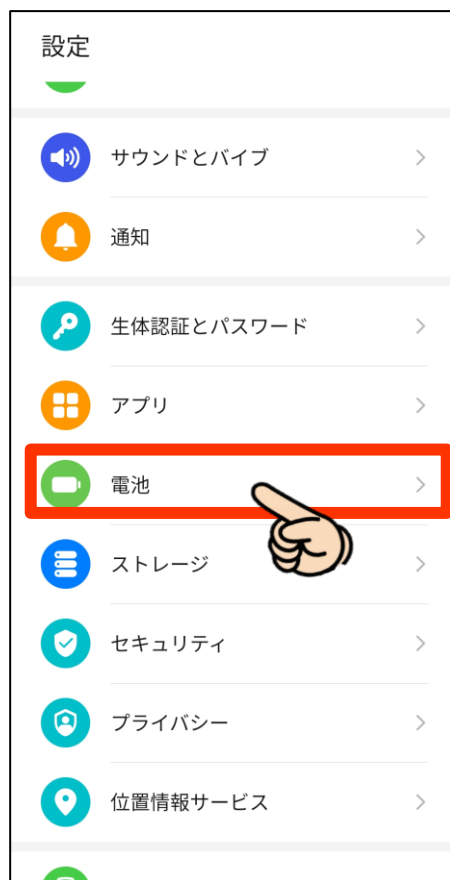 設定
サウンドとバイブ
通知
生体認証とパスワード
アプリ
電池
ストレージ
セキュリティ
プライバシー
位置情報サービス